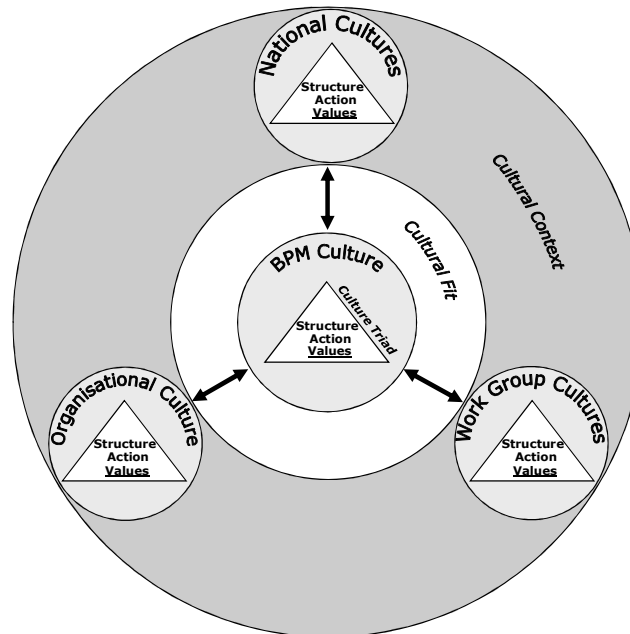 National Cultures
Structure
Action
Values
Cultural Context
Cultural Fit
BPM Culture
Culture Triad
Structure
Action
Values
Organisational Culture
Structure
Action
Values
Work Group Cultures
Structure
Action
Values